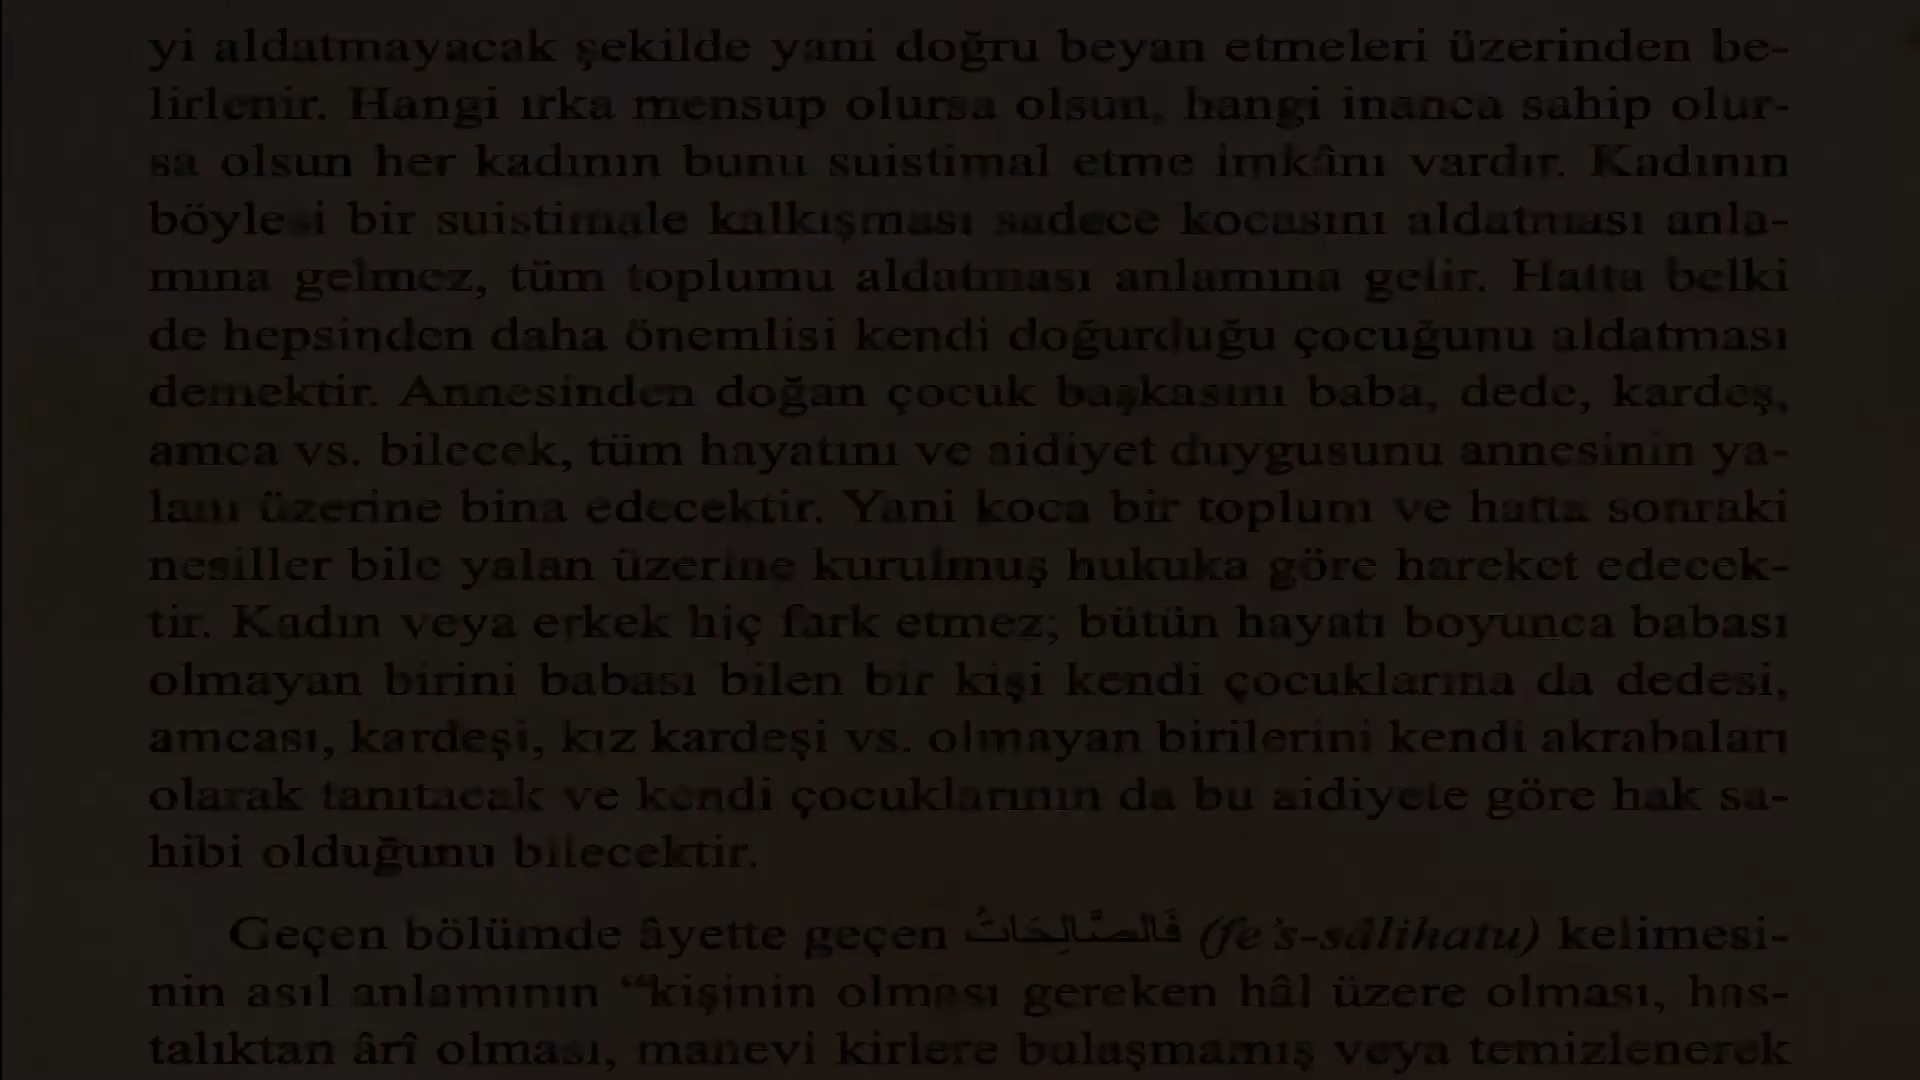 yi aldatmayacak şekilde yani doğru beyan etmeleri üzerinden be-
lirlenir. Hangi ırka mensup olursa olsun, hangi inanca sahip olur-
sa olsun her kadının bunu suistimal etme imkânı vardır. Kadının
böylesi bir suistimale kalkışması sadece kocasını aldatması anla-
mına gelmez, tüm toplumu aldatması anlamına gelir. Hatta belki
de hepsinden daha önemlisi kendi doğurduğu çocuğunu aldatması
demektir. Annesinden doğan çocuk başkasını baba, dede, kardeş,
amca vs. bilecek, tüm hayatını ve aidiyet duygusunu annesinin ya-
lanı üzerine bina edecektir. Yani koca bir toplum ve hatta sonraki
nesiller bile yalan üzerine kurulmuş hukuka göre hareket edecek-
tir. Kadın veya erkek hiç fark etmez; bütün hayatı boyunca babası
olmayan birini babası bilen bir kişi kendi çocuklarına da dedesi,
amcası, kardeşi, kız kardeşi vs. olmayan birilerini kendi akrabaları
olarak tanıtacak ve kendi çocuklarının da bu aidiyete göre hak sa-
hibi olduğunu bilecektir.
Geçen bölümde âyette geçen فَالصَّالِحَاتُ (fe's-sâlihatu) kelimesi-
nin asıl anlamının “kişinin olması gereken hâl üzere olması, has-
talıktan ârî olması, manevi kirlere bulaşmamış veya temizlenerek